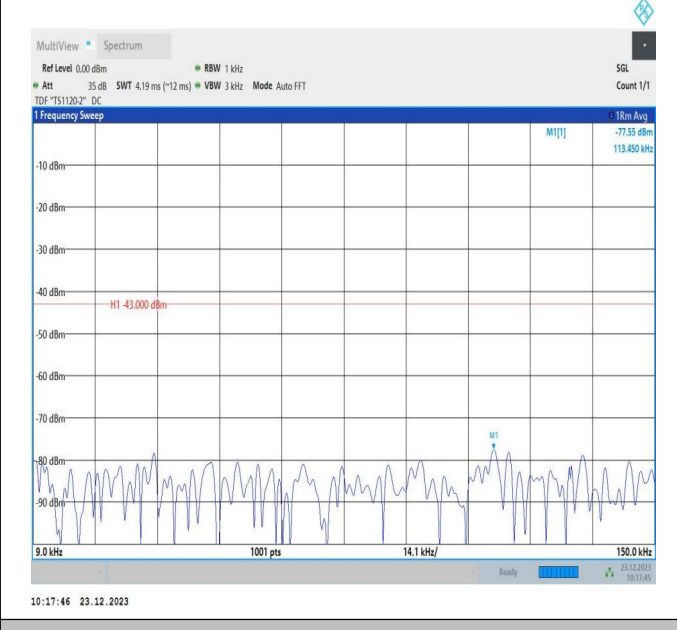 R S
MultiView Spectrum
Ref Level 0.00 dBm RBW 1 kHz SGL
Att 35 dB SWT 4.19 ms (~12 ms) VBW 3 kHz Mode Auto FFT Count 1/1
TDF "TS1120-2" DC
1 Frequency Sweep 1Rm Avg
M1[1] -77.55 dBm
113.450 kHz
-10 dBm
-20 dBm
-30 dBm
-40 dBm
H1 -43.000 dBm
-50 dBm
-60 dBm
-70 dBm
M1
-80 dBm
-90 dBm
9.0 kHz 1001 pts 14.1 kHz/ 150.0 kHz
Ready 23.12.2023
10:17:45
10:17:46 23.12.2023